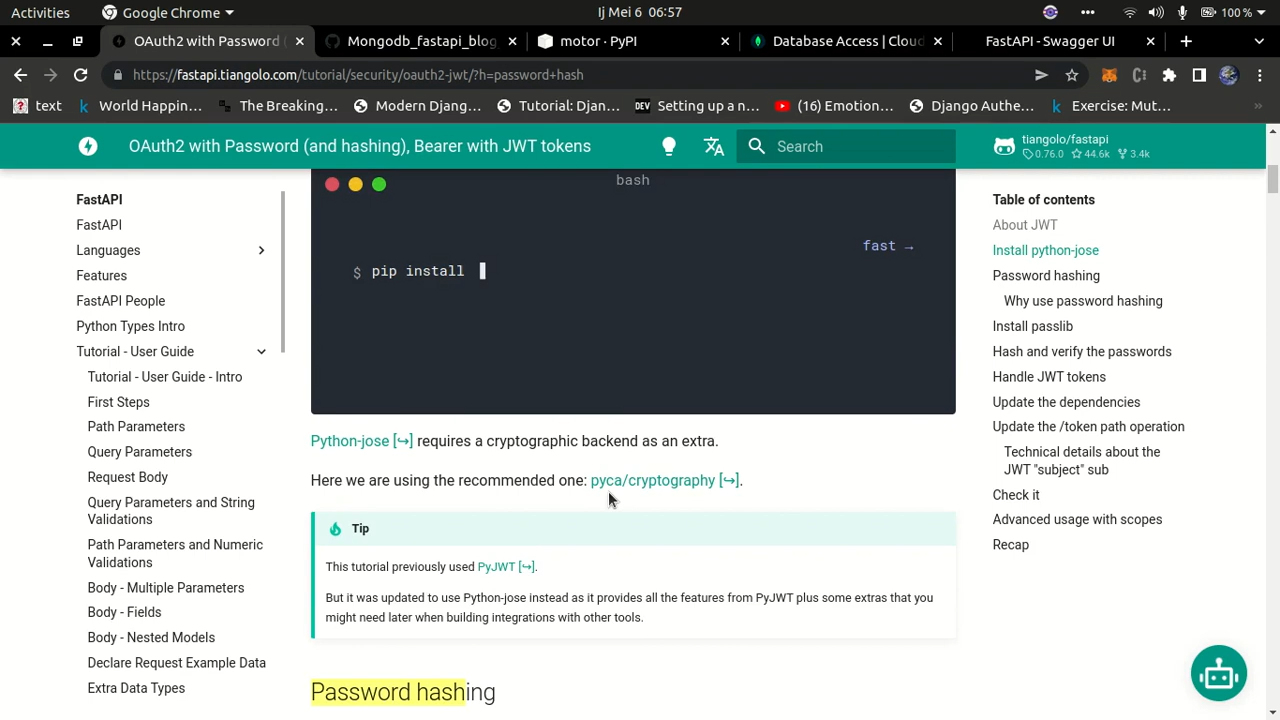 Activities
Google Chrome
Ij Mei 6 06:57
100 %
OAuth2 with Password (
Mongodb_fastapi_blog
motor · PyPI
Database Access | Cloud
FastAPI - Swagger UI
https://fastapi.tiangolo.com/tutorial/security/oauth2-jwt/?h=password+hash
text
World Happin...
The Breaking...
Modern Djang...
Tutorial: Djan...
DEV
Setting up a n...
(16) Emotion...
Django Authe...
Exercise: Mut...
»
OAuth2 with Password (and hashing), Bearer with JWT tokens
Search
tiangolo/fastapi
0.76.0 44.6k 3.4k
FastAPI
FastAPI
Languages
Features
FastAPI People
Python Types Intro
Tutorial - User Guide
Tutorial - User Guide - Intro
First Steps
Path Parameters
Query Parameters
Request Body
Query Parameters and String
Validations
Path Parameters and Numeric
Validations
Body - Multiple Parameters
Body - Fields
Body - Nested Models
Declare Request Example Data
Extra Data Types
bash
fast →
$ pip install
Python-jose [↪] requires a cryptographic backend as an extra.
Here we are using the recommended one: pyca/cryptography [↪].
Tip
This tutorial previously used PyJWT [↪].
But it was updated to use Python-jose instead as it provides all the features from PyJWT plus some extras that you
might need later when building integrations with other tools.
Password hashing
Table of contents
About JWT
Install python-jose
Password hashing
Why use password hashing
Install passlib
Hash and verify the passwords
Handle JWT tokens
Update the dependencies
Update the /token path operation
Technical details about the
JWT "subject" sub
Check it
Advanced usage with scopes
Recap